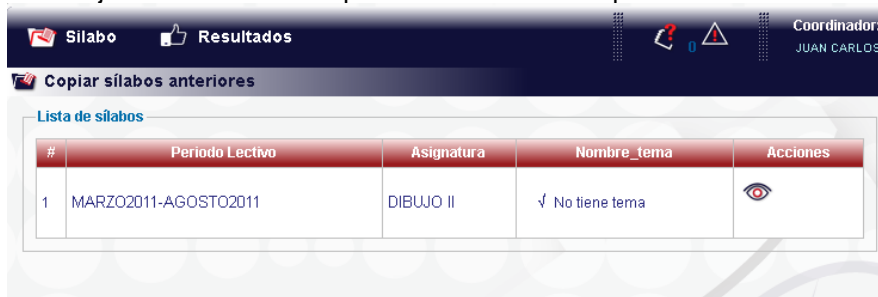 Silabo Resultados 0 Coordinador:
JUAN CARLOS
Copiar sílabos anteriores
Lista de sílabos
# Periodo Lectivo Asignatura Nombre_tema Acciones
1 MARZO2011-AGOSTO2011 DIBUJO II √ No tiene tema